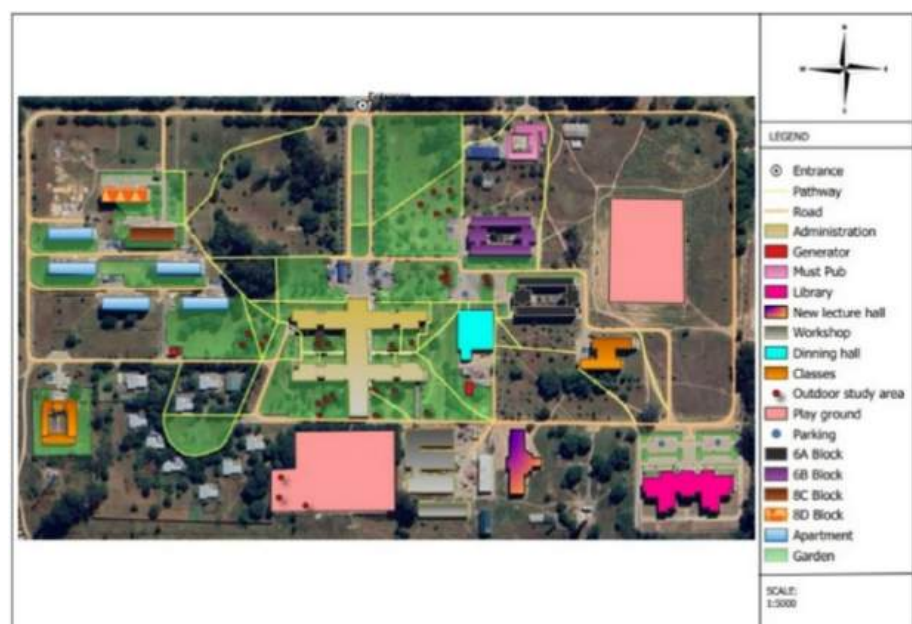 Entrance
N
W
E
S
LEGEND
Entrance
Pathway
Road
Administration
Generator
Must Pub
Library
New lecture hall
Workshop
Dinning hall
Classes
Outdoor study area
Play ground
Parking
6A Block
6B Block
8C Block
8D Block
Apartment
Garden
SCALE:
1:5000